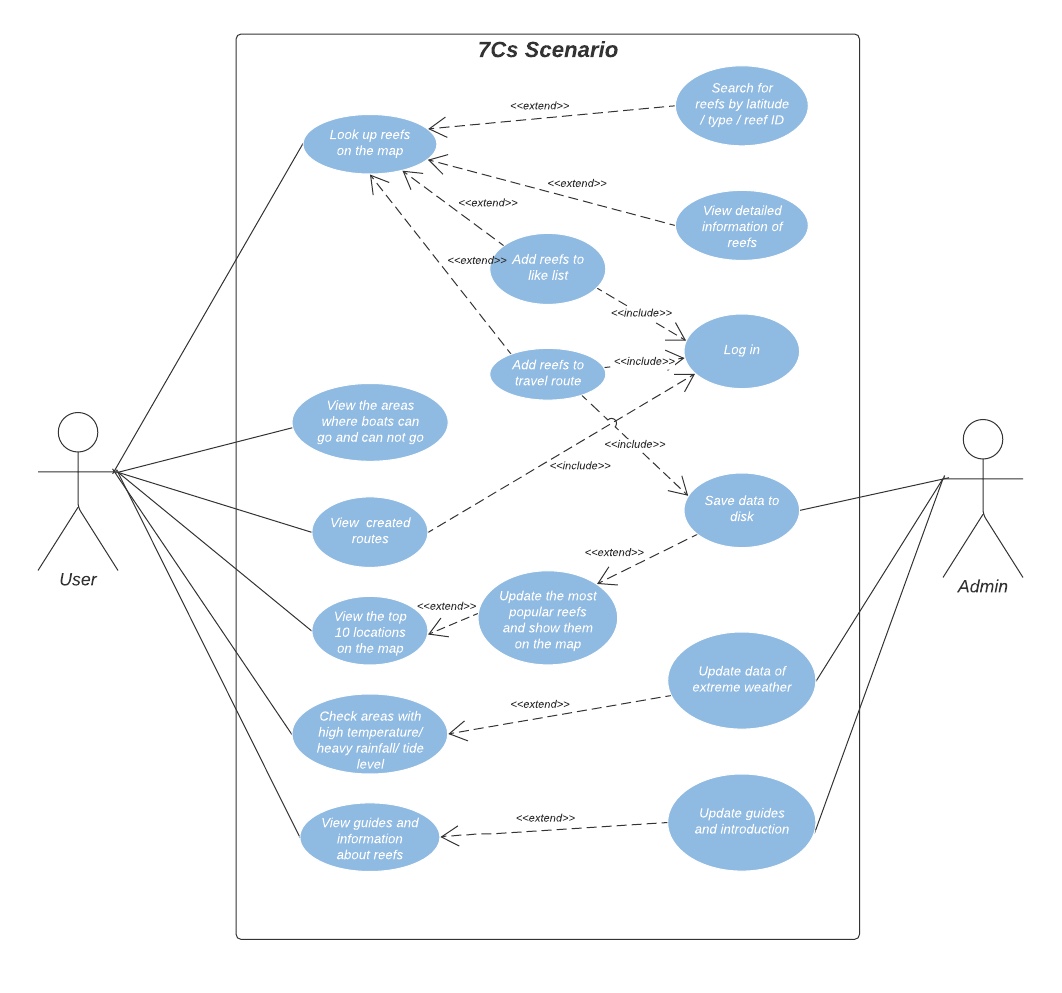 7Cs Scenario
Search for
reefs by latitude
/ type / reef ID
<<extend>>
Look up reefs
on the map
<<extend>>
View detailed
information of
reefs
<<extend>>
<<extend>>
Add reefs to
like list
<<include>>
Log in
Add reefs to
travel route
<<include>>
View the areas
where boats can
go and can not go
<<include>>
<<include>>
View created
routes
Save data to
disk
User
Admin
<<extend>>
Update the most
popular reefs
and show them
on the map
<<extend>>
View the top
10 locations
on the map
Update data of
extreme weather
<<extend>>
Check areas with
high temperature/
heavy rainfall/ tide
level
Update guides
and introduction
<<extend>>
View guides and
information
about reefs